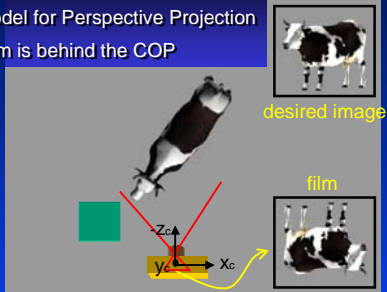 odel for Perspective Projection
m is behind the COP
desired image
film
-zc
yc
xc